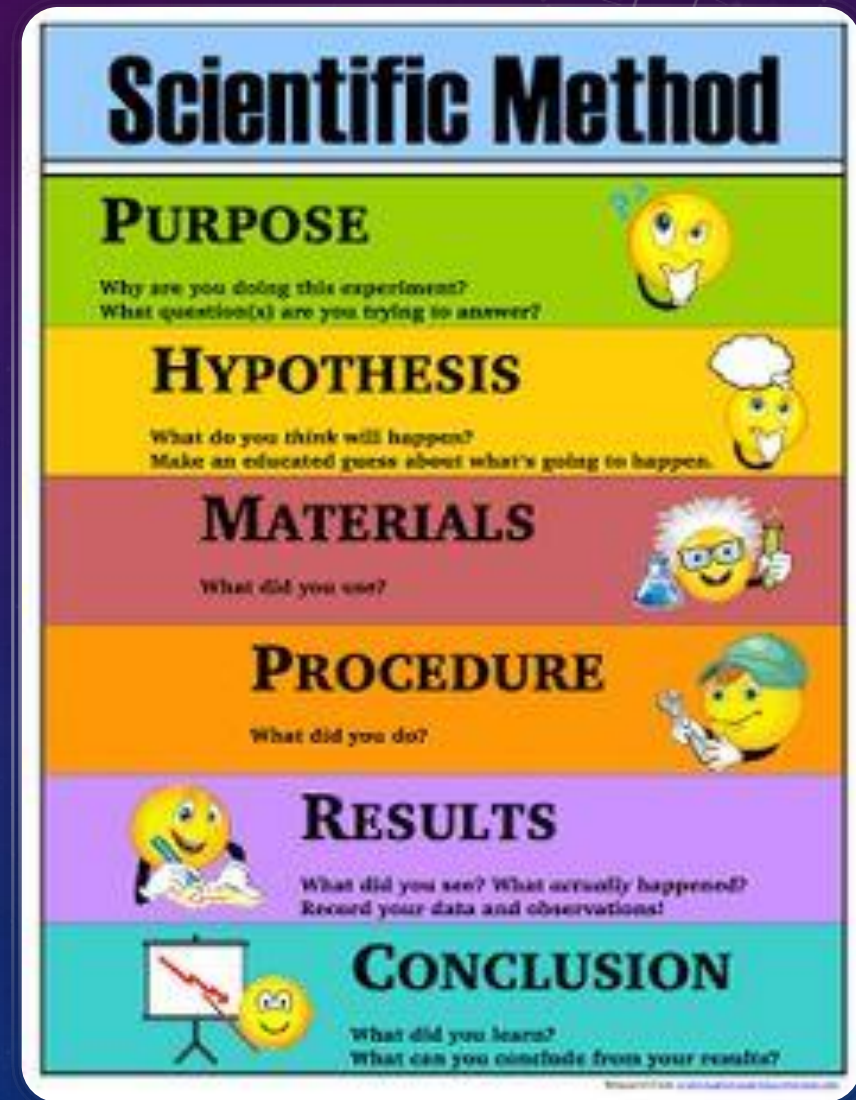 Scientific Method
PURPOSE
Why are you doing this experiment?
What question(s) are you trying to answer?
HYPOTHESIS
What do you think will happen?
Make an educated guess about what's going to happen.
MATERIALS
What did you use?
PROCEDURE
What did you do?
RESULTS
What did you see? What actually happened?
Record your data and observations!
CONCLUSION
What did you learn?
What can you conclude from your results?